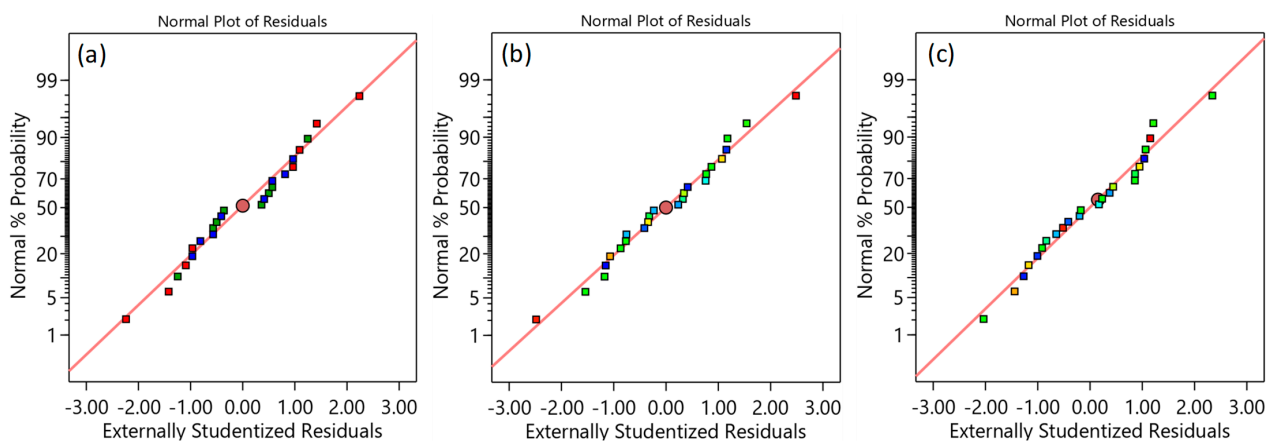 Normal Plot of Residuals
(a)
99
90
70
50
20
5
1
Normal % Probability
-3.00 -2.00 -1.00 0.00 1.00 2.00 3.00
Externally Studentized Residuals
Normal Plot of Residuals
(b)
99
90
70
50
20
5
1
Normal % Probability
-3.00 -2.00 -1.00 0.00 1.00 2.00 3.00
Externally Studentized Residuals
Normal Plot of Residuals
(c)
99
90
70
50
20
5
1
Normal % Probability
-3.00 -2.00 -1.00 0.00 1.00 2.00 3.00
Externally Studentized Residuals